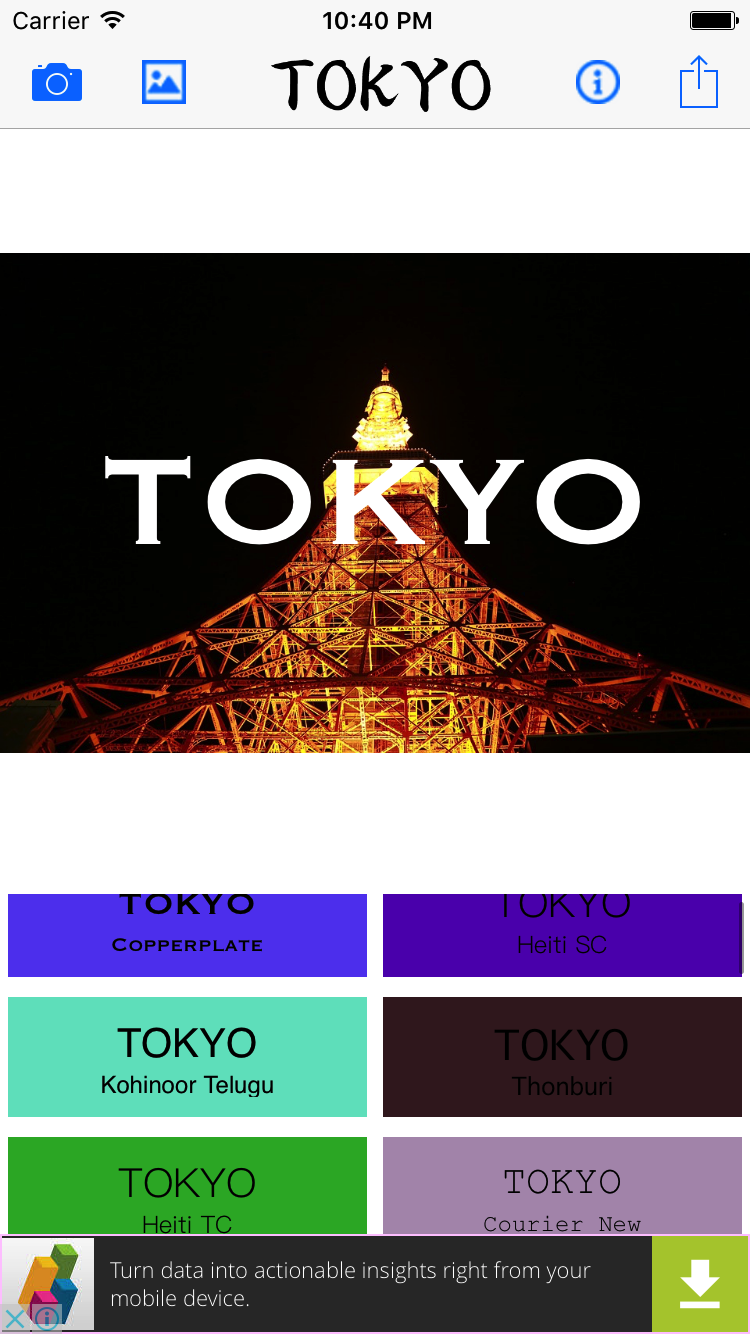 Carrier 10:40 PM
TOKYO
TOKYO
TOKYO TOKYO
Copperplate Heiti SC
TOKYO TOKYO
Kohinoor Telugu Thonburi
TOKYO TOKYO
Heiti TC Courier New
Turn data into actionable insights right from your
mobile device.